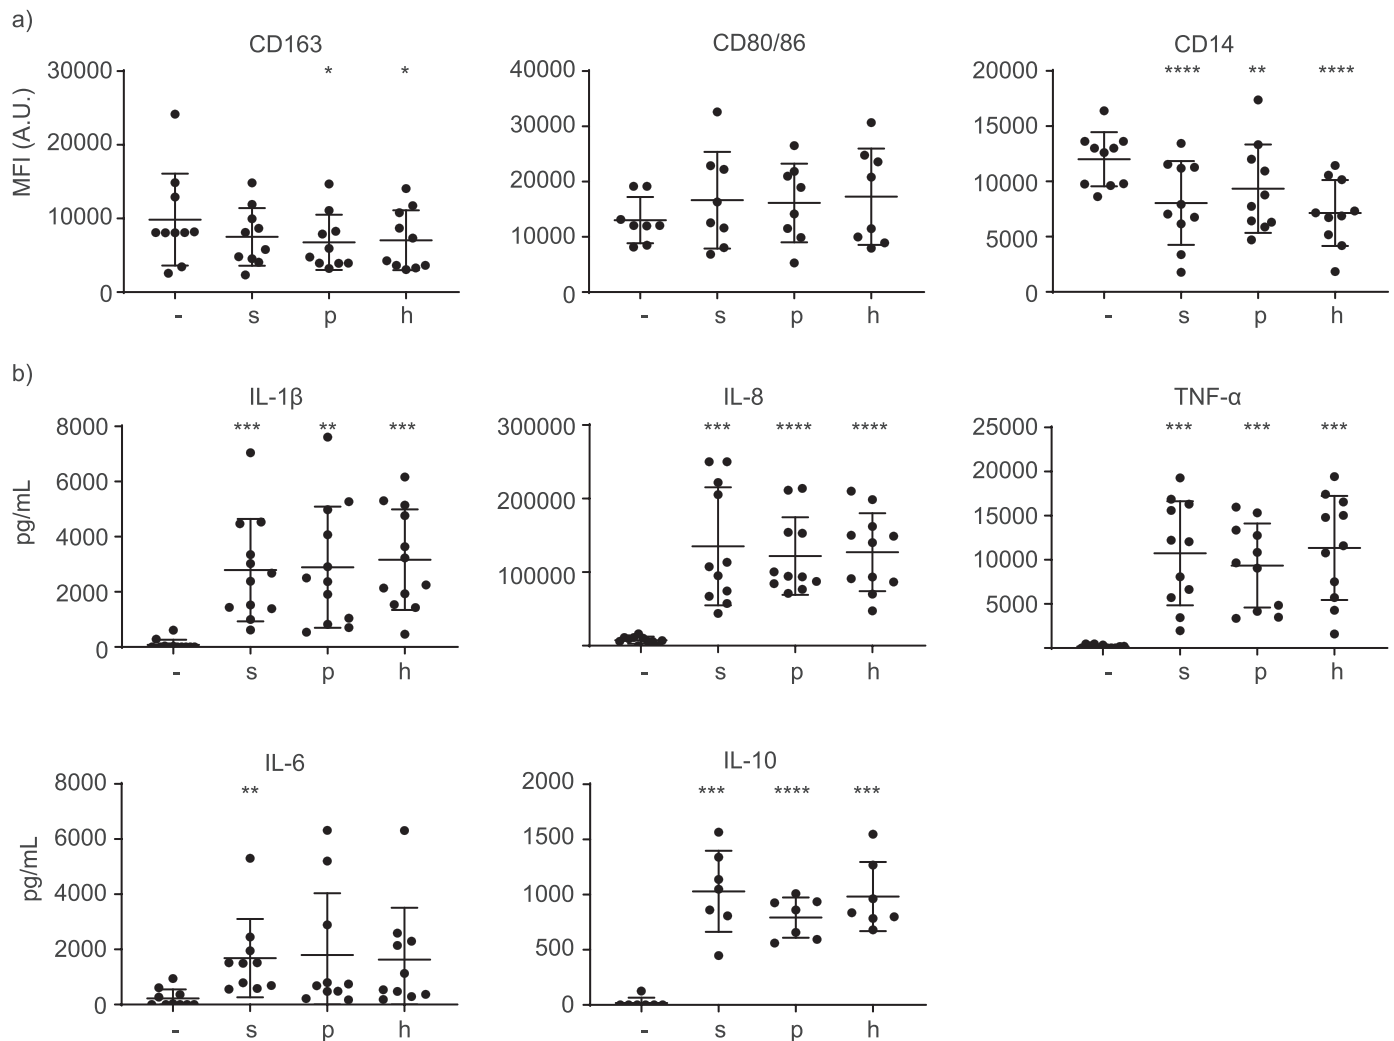 a)
CD163
CD80/86
CD14
MFI (A.U.)
30000
20000
10000
0
* *
- s p h
40000
30000
20000
10000
0
- s p h
20000
15000
10000
5000
0
**** ** ****
- s p h
b)
IL-1β
IL-8
TNF-α
pg/mL
8000
6000
4000
2000
0
*** ** ***
- s p h
300000
200000
100000
*** **** ****
- s p h
25000
20000
15000
10000
5000
*** *** ***
- s p h
IL-6
IL-10
pg/mL
8000
6000
4000
2000
0
**
- s p h
2000
1500
1000
500
0
*** **** ***
- s p h